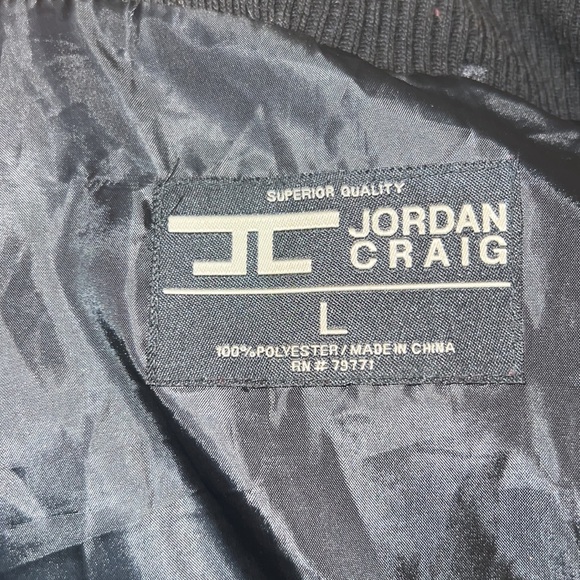 SUPERIOR QUALITY
JORDAN
CRAIG
L
100% POLYESTER / MADE IN CHINA
RN # 79771